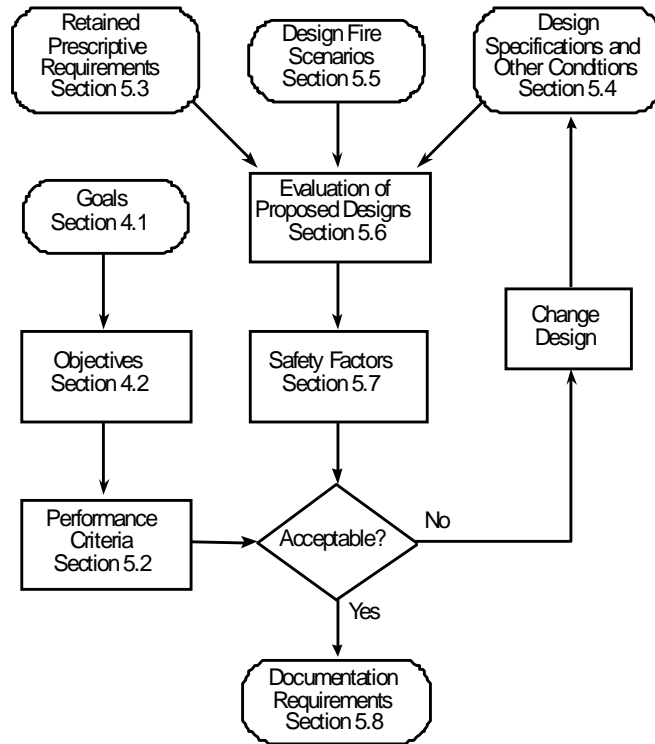 Retained
Prescriptive
Requirements
Section 5.3
Design Fire
Scenarios
Section 5.5
Design
Specifications and
Other Conditions
Section 5.4
Goals
Section 4.1
Evaluation of
Proposed Designs
Section 5.6
Change
Design
Objectives
Section 4.2
Safety Factors
Section 5.7
Performance
Criteria
Section 5.2
Acceptable?
No
Yes
Documentation
Requirements
Section 5.8